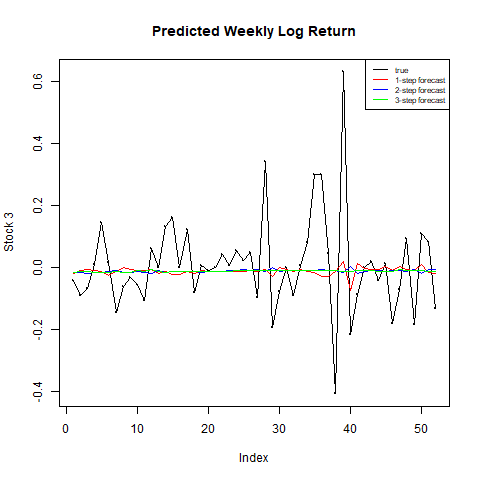 Predicted Weekly Log Return
true
1-step forecast
2-step forecast
3-step forecast
Stock 3
0.6
0.4
0.2
0.0
-0.2
-0.4
0 10 20 30 40 50
Index